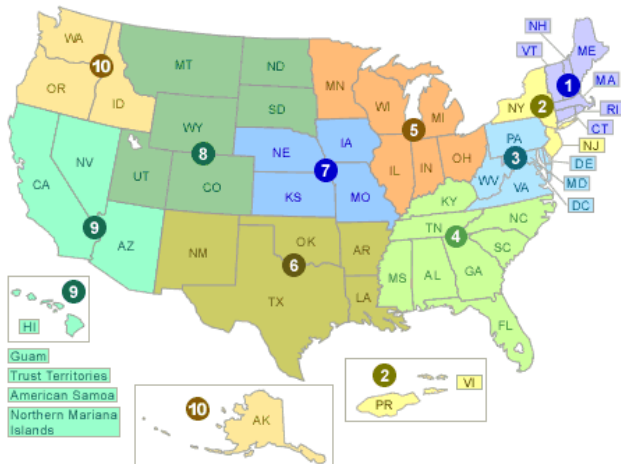 NH
WA
ME
VT
10
MT
ND
MN
1
OR
MA
ID
WI
NY
2
SD
MI
RI
5
CT
WY
NJ
IA
PA
8
NE
3
DE
NV
7
IL
IN
OH
MD
UT
CO
WV
VA
CA
KS
MO
DC
KY
NC
9
TN
4
OK
AZ
NM
AR
SC
6
MS
AL
GA
9
TX
LA
HI
FL
Guam
2
Trust Territories
VI
American Samoa
10
PR
Northern Mariana
Islands
AK